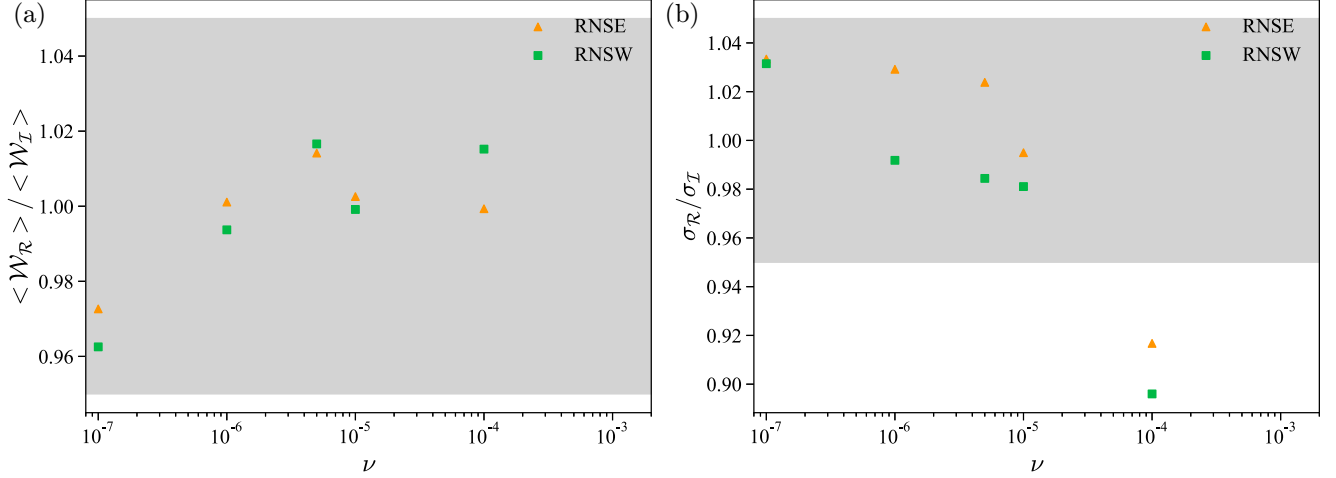 (a)
RNSE
RNSW
1.04
1.02
1.00
0.98
0.96
< 𝒲_ℛ > / < 𝒲_ℐ >
10⁻⁷ 10⁻⁶ 10⁻⁵ 10⁻⁴ 10⁻³
ν
(b)
RNSE
RNSW
1.04
1.02
1.00
0.98
0.96
0.94
0.92
0.90
σ_ℛ/σ_ℐ
10⁻⁷ 10⁻⁶ 10⁻⁵ 10⁻⁴ 10⁻³
ν